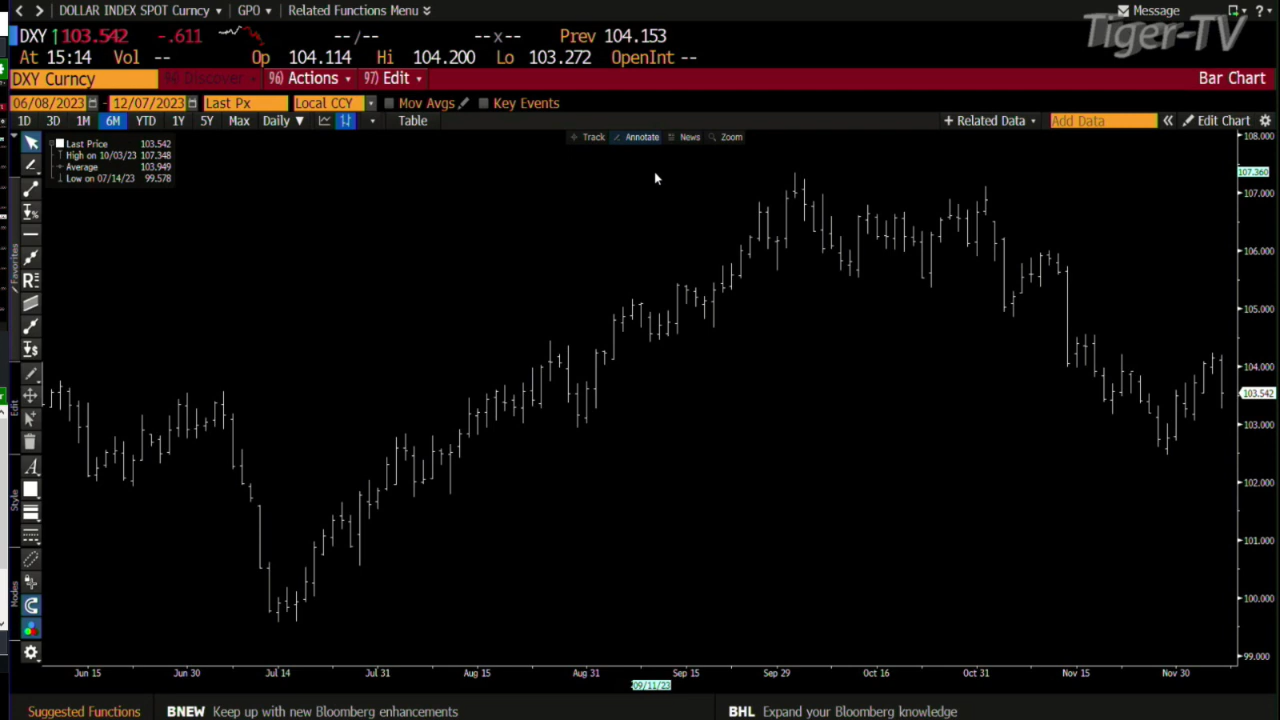 DOLLAR INDEX SPOT Curncy GPO Related Functions Menu Message ?
Tiger-TV
DXY 103.542 -.611 --/-- --x-- Prev 104.153
At 15:14 Vol -- Op 104.114 Hi 104.200 Lo 103.272 OpenInt --
DXY Curncy 96) Actions 97) Edit Bar Chart
06/08/2023 - 12/07/2023 Last Px Local CCY Mov Avgs Key Events
1D 3D 1M 6M YTD 1Y 5Y Max Daily Table + Related Data Add Data « Edit Chart
Track Annotate News Zoom
Last Price 103.542
High on 10/03/23 107.348
Average 103.949
Low on 07/14/23 99.578
108.000
107.360
107.000
106.000
105.000
104.000
103.542
103.000
102.000
101.000
100.000
99.000
Favorites
Edit
Style
Modes
Jun 15 Jun 30 Jul 14 Jul 31 Aug 15 Aug 31 Sep 15 Sep 29 Oct 16 Oct 31 Nov 15 Nov 30
09/11/23
Suggested Functions BNEW Keep up with new Bloomberg enhancements BHL Expand your Bloomberg knowledge